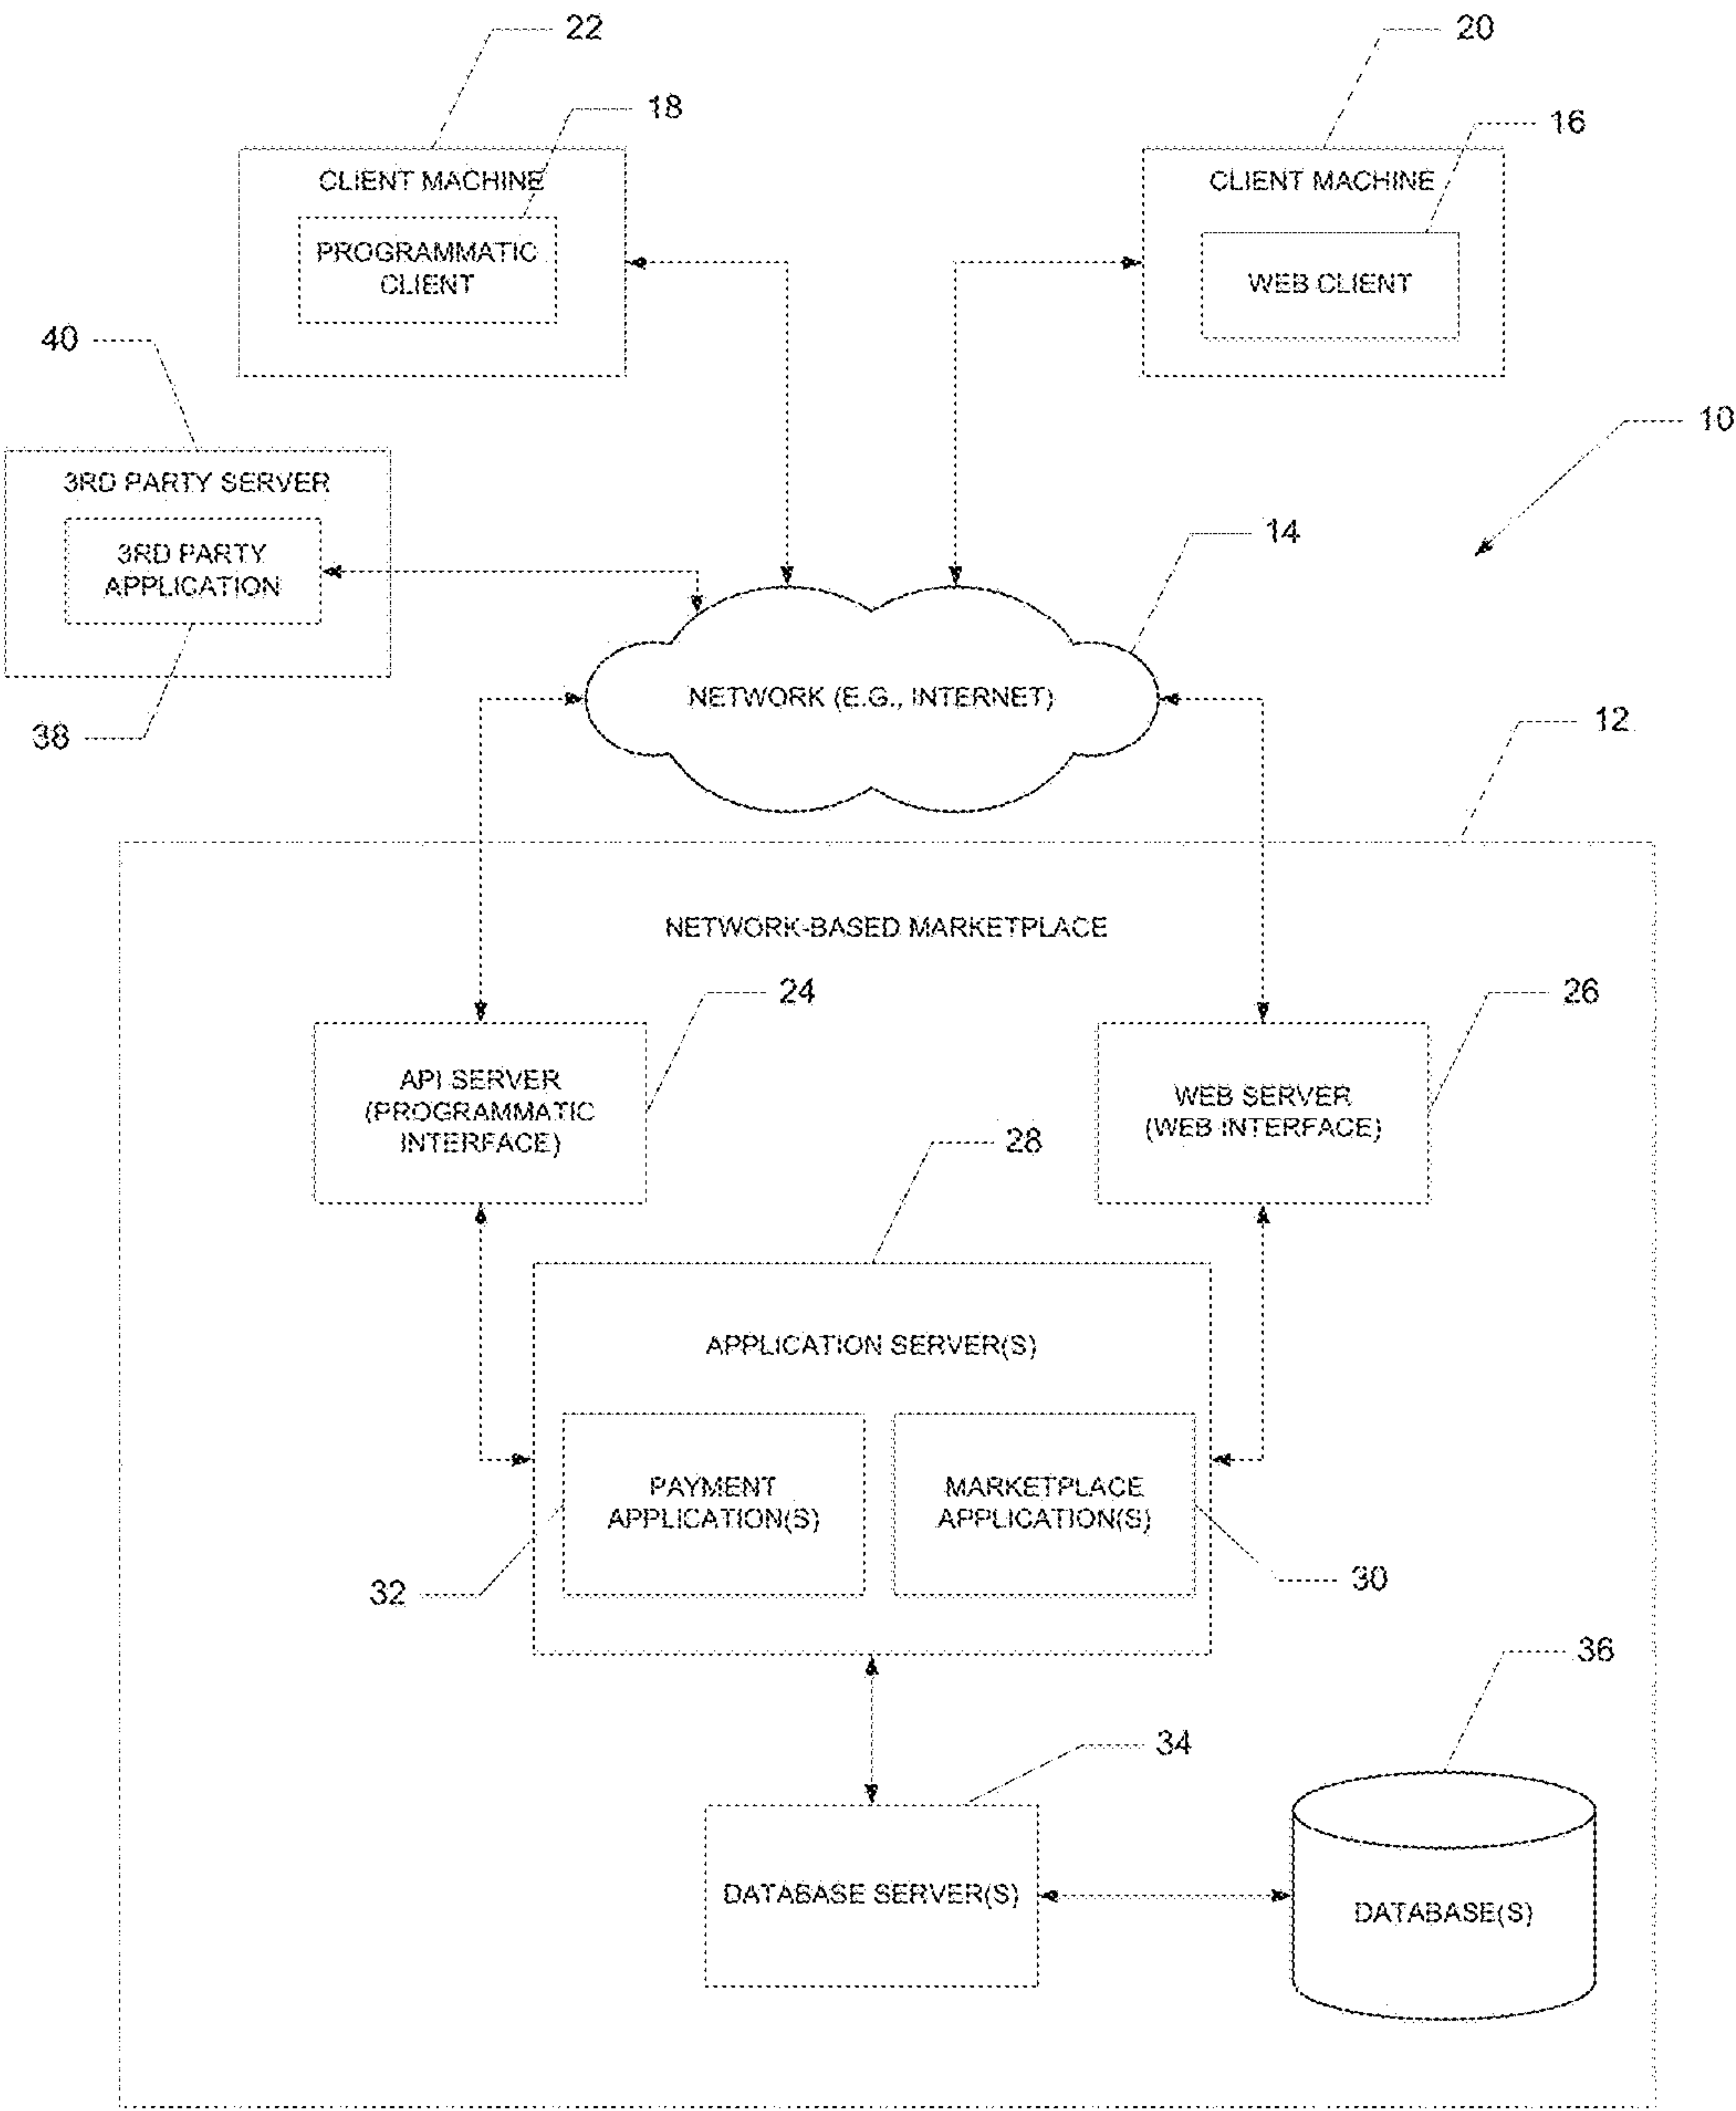 22
20
18
16
CLIENT MACHINE
CLIENT MACHINE
PROGRAMMATIC
CLIENT
WEB CLIENT
40
10
3RD PARTY SERVER
14
3RD PARTY
APPLICATION
NETWORK (E.G., INTERNET)
38
12
NETWORK-BASED MARKETPLACE
24
26
API SERVER
(PROGRAMMATIC
INTERFACE)
WEB SERVER
(WEB INTERFACE)
28
APPLICATION SERVER(S)
PAYMENT
APPLICATION(S)
MARKETPLACE
APPLICATION(S)
32
30
36
34
DATABASE SERVER(S)
DATABASE(S)